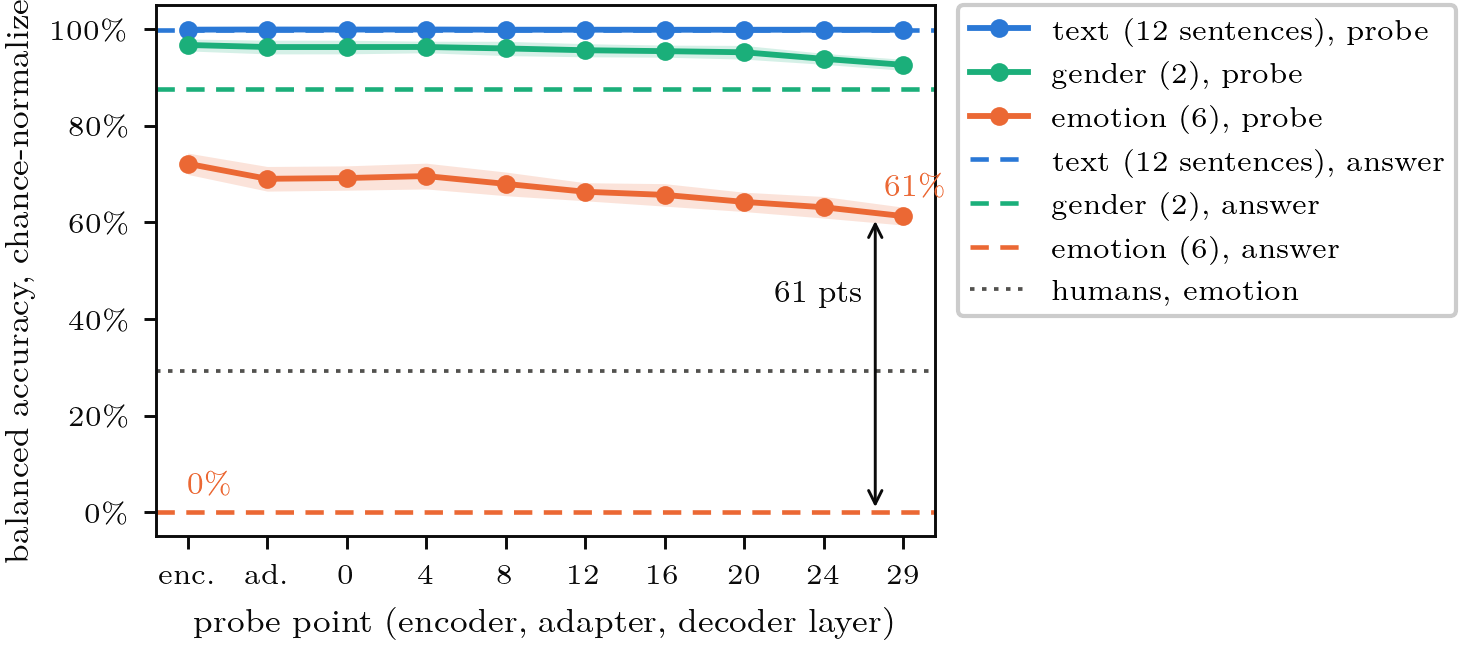 balanced accuracy, chance-normalize
100%
80%
60%
40%
20%
0%
61%
61 pts
0%
enc. ad. 0 4 8 12 16 20 24 29
probe point (encoder, adapter, decoder layer)
text (12 sentences), probe
gender (2), probe
emotion (6), probe
text (12 sentences), answer
gender (2), answer
emotion (6), answer
humans, emotion